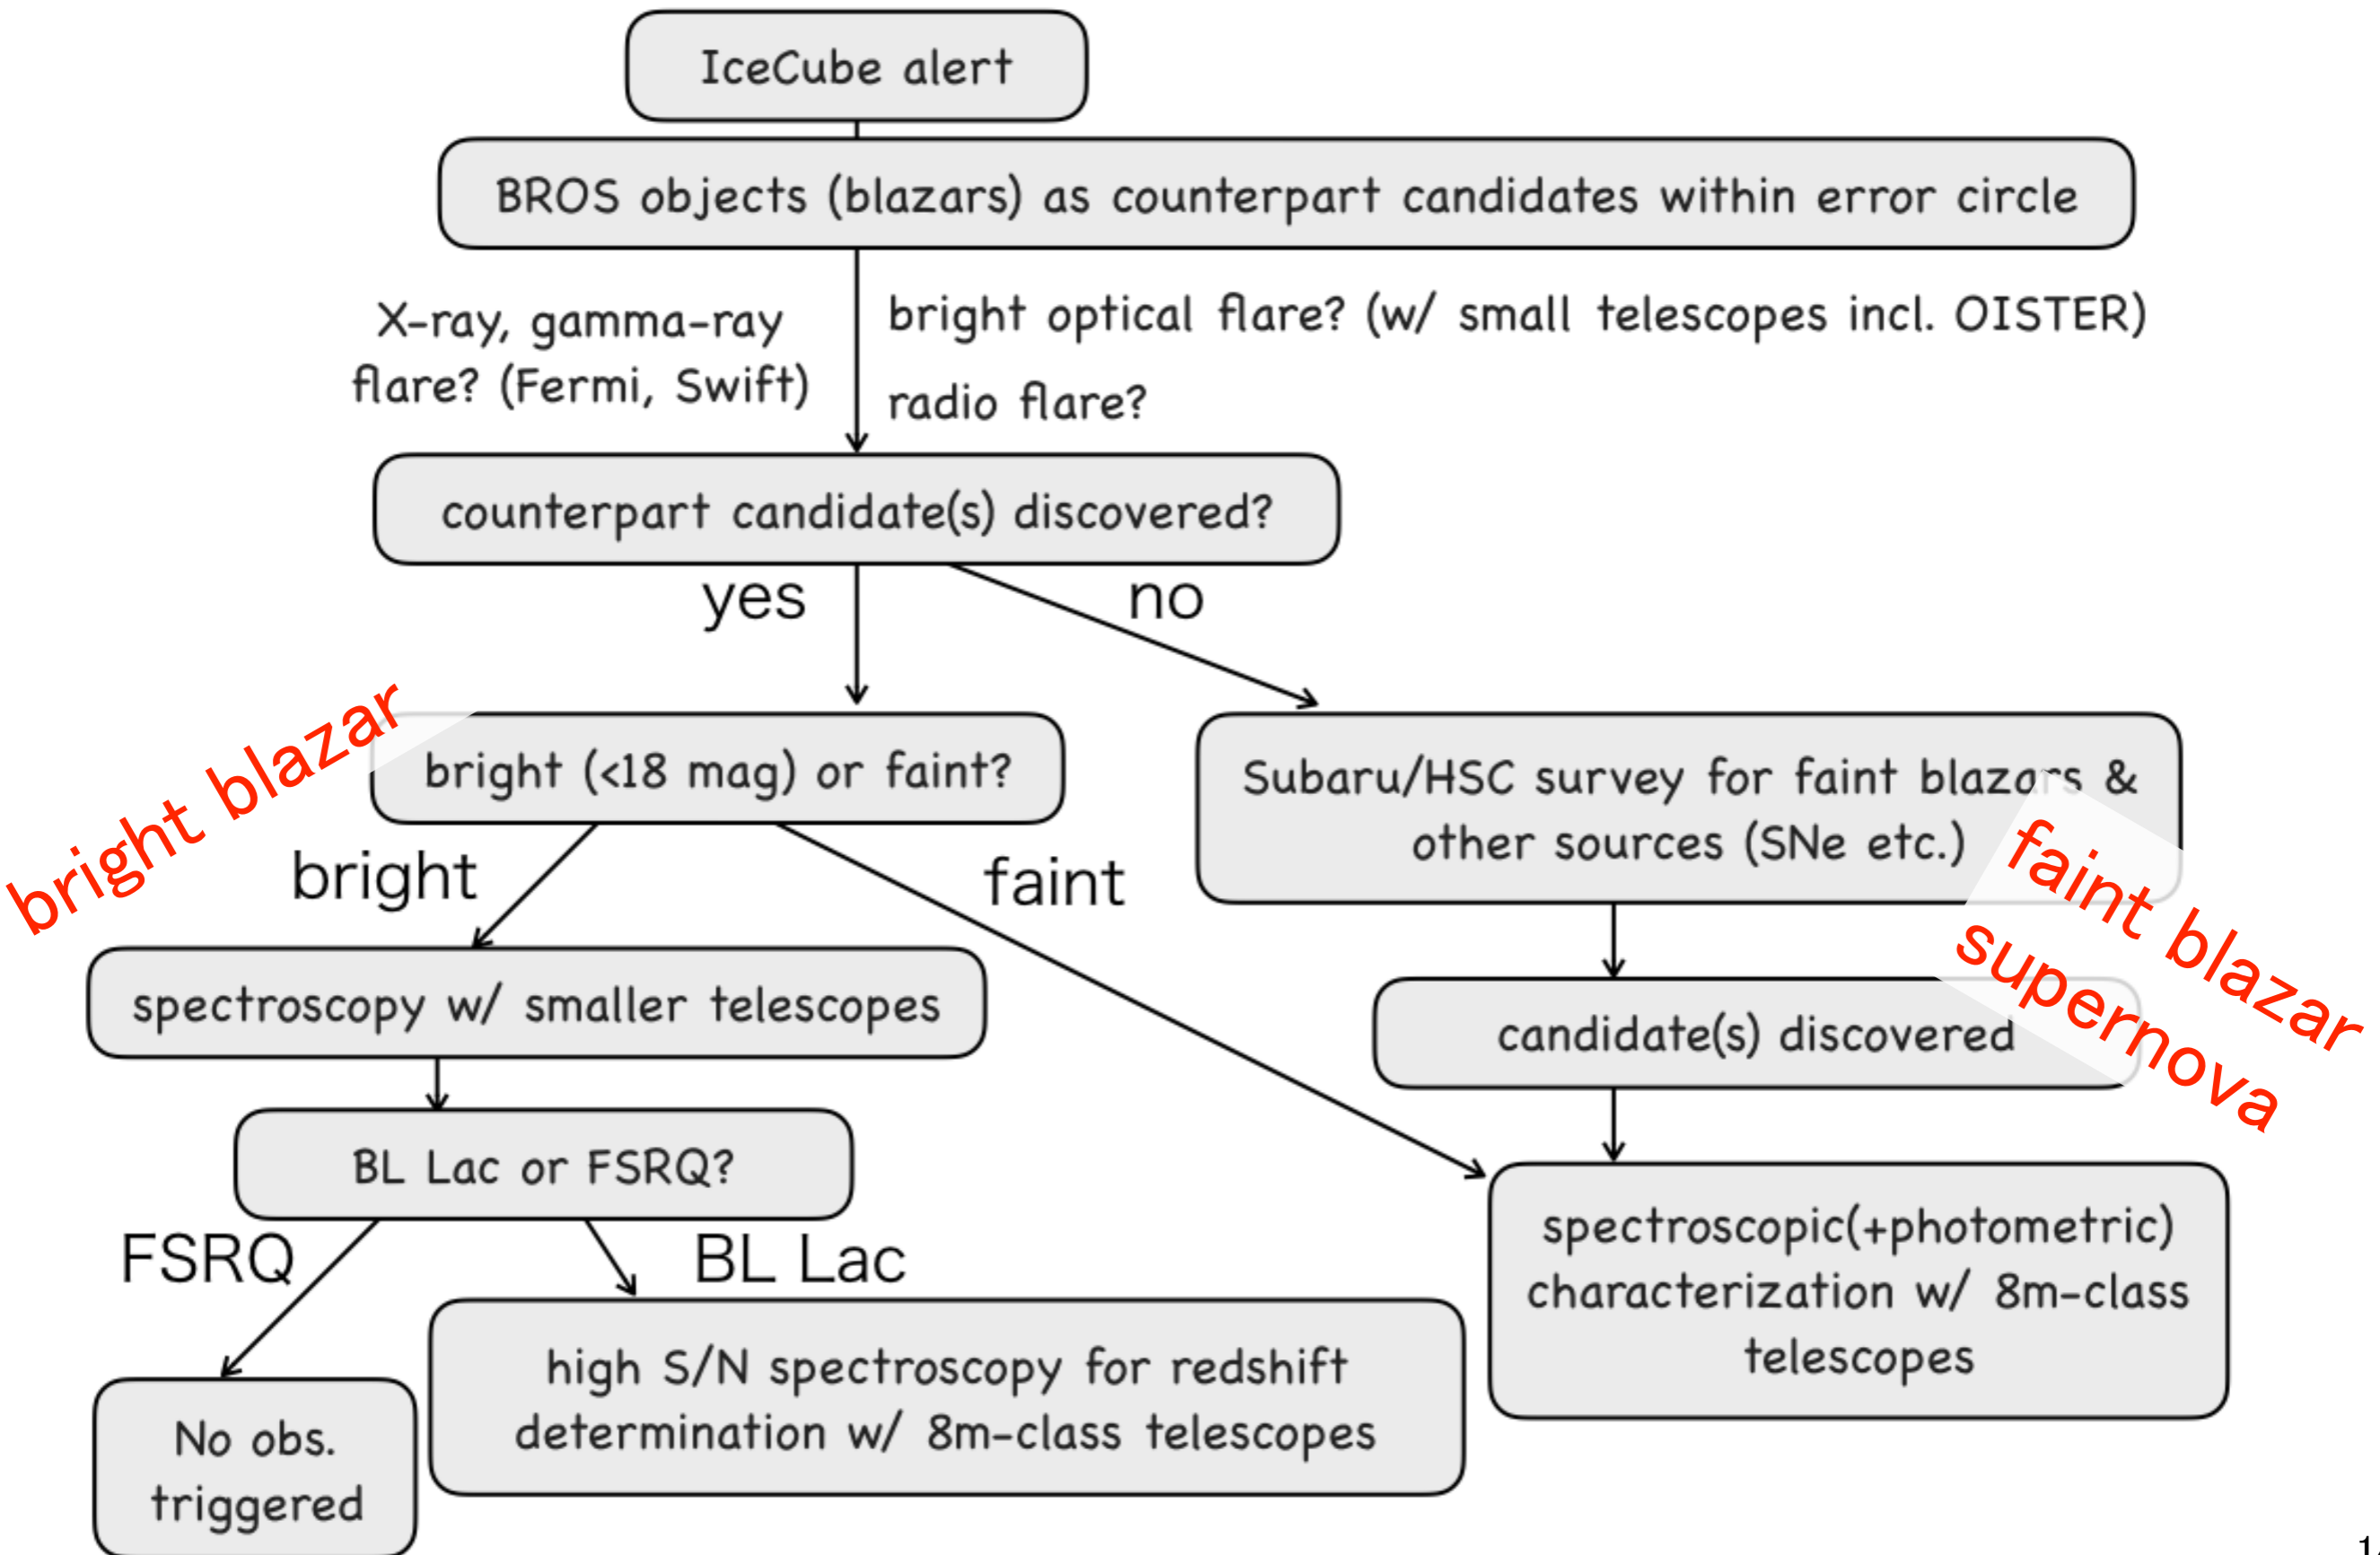 IceCube alert
BROS objects (blazars) as counterpart candidates within error circle
X-ray, gamma-ray
flare? (Fermi, Swift)
bright optical flare? (w/ small telescopes incl. OISTER)
radio flare?
counterpart candidate(s) discovered?
yes
no
bright blazar
bright (<18 mag) or faint?
Subaru/HSC survey for faint blazars &
other sources (SNe etc.)
faint blazar
supernova
bright
faint
spectroscopy w/ smaller telescopes
candidate(s) discovered
BL Lac or FSRQ?
FSRQ
BL Lac
spectroscopic(+photometric)
characterization w/ 8m-class
telescopes
high S/N spectroscopy for redshift
determination w/ 8m-class telescopes
No obs.
triggered